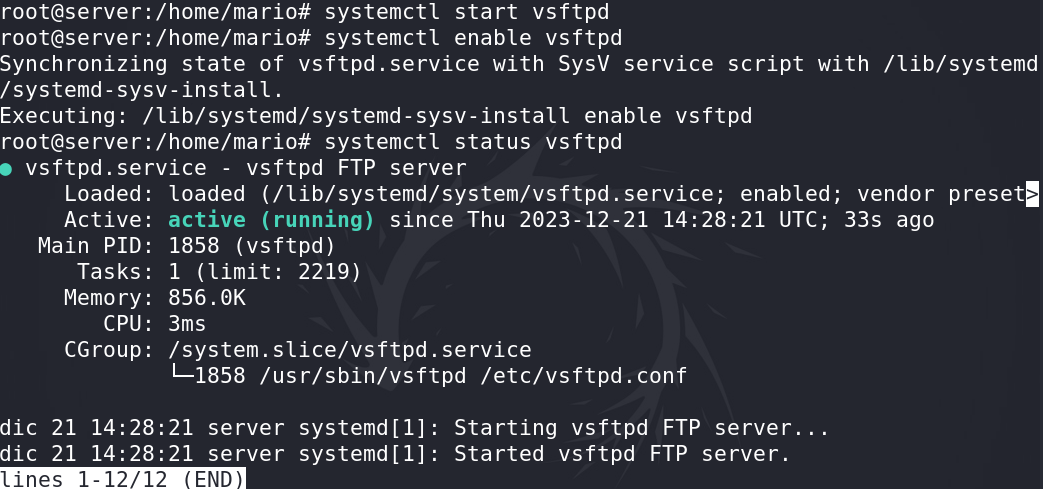 root@server:/home/mario# systemctl start vsftpd
root@server:/home/mario# systemctl enable vsftpd
Synchronizing state of vsftpd.service with SysV service script with /lib/systemd
/systemd-sysv-install.
Executing: /lib/systemd/systemd-sysv-install enable vsftpd
root@server:/home/mario# systemctl status vsftpd
● vsftpd.service - vsftpd FTP server
     Loaded: loaded (/lib/systemd/system/vsftpd.service; enabled; vendor preset>
     Active: active (running) since Thu 2023-12-21 14:28:21 UTC; 33s ago
   Main PID: 1858 (vsftpd)
      Tasks: 1 (limit: 2219)
     Memory: 856.0K
        CPU: 3ms
     CGroup: /system.slice/vsftpd.service
             └─1858 /usr/sbin/vsftpd /etc/vsftpd.conf

dic 21 14:28:21 server systemd[1]: Starting vsftpd FTP server...
dic 21 14:28:21 server systemd[1]: Started vsftpd FTP server.
lines 1-12/12 (END)